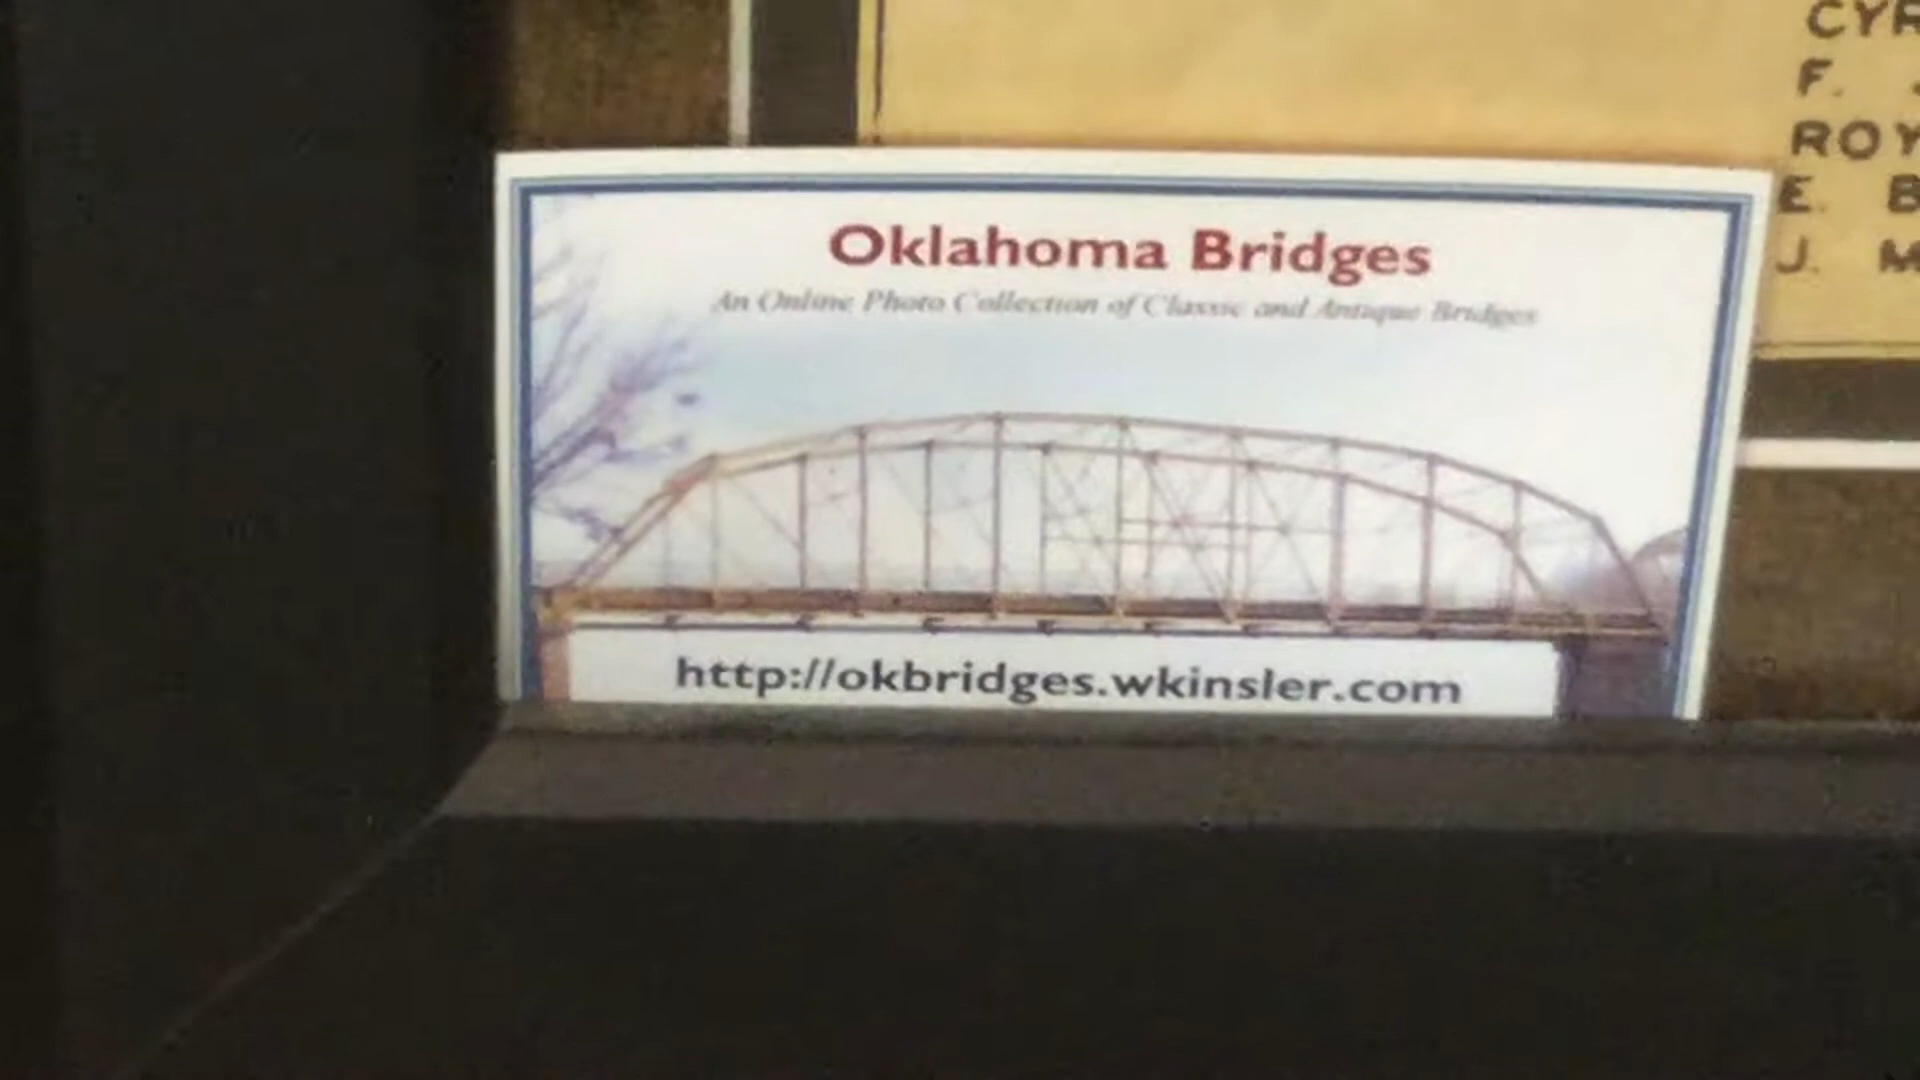 CYR
F.
ROY
E. B
J. M
Oklahoma Bridges
An Online Photo Collection of Classic and Antique Bridges
http://okbridges.wkinsler.com